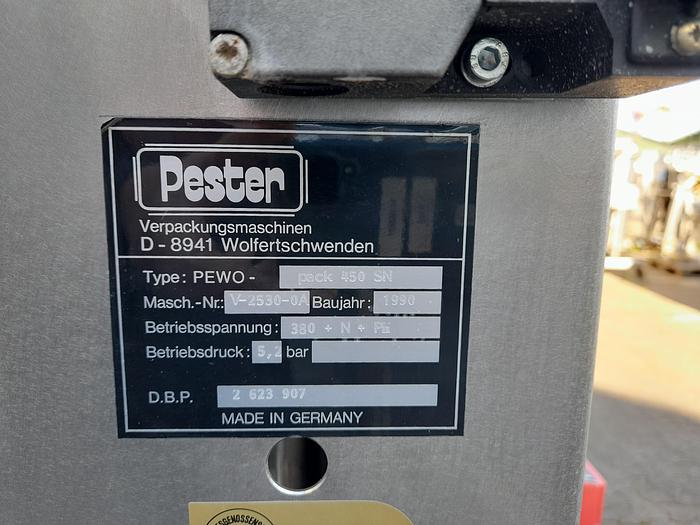 Pester
Verpackungsmaschinen
D - 8941 Wolfertschwenden
Type: PEWO - pack 450 SN
Masch.-Nr.: V-2530-0A Baujahr: 1990
Betriebsspannung: 380 + N + PE
Betriebsdruck: 5,2 bar
D.B.P. 2 623 907
MADE IN GERMANY